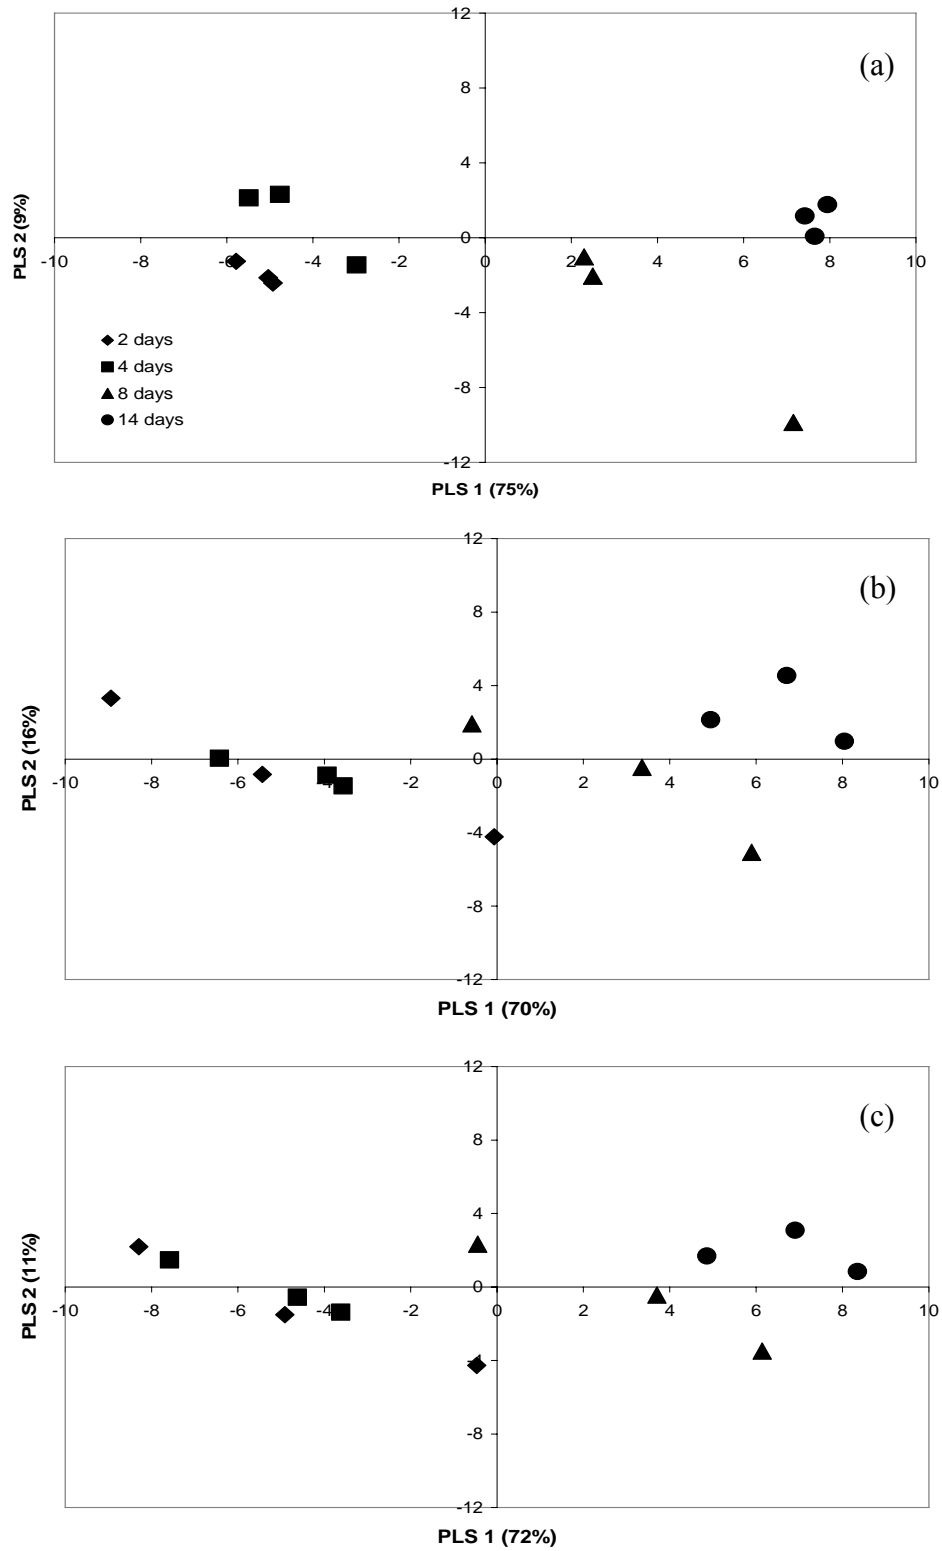 12
(a)
8
4
0
-10 -8 -6 -4 -2 0 2 4 6 8 10
-4
2 days
4 days
8 days
14 days
-8
-12
PLS 2 (9%)
PLS 1 (75%)
12
(b)
8
4
0
-10 -8 -6 -4 -2 0 2 4 6 8 10
-4
-8
-12
PLS 2 (16%)
PLS 1 (70%)
12
(c)
8
4
0
-10 -8 -6 -4 -2 0 2 4 6 8 10
-4
-8
-12
PLS 2 (11%)
PLS 1 (72%)